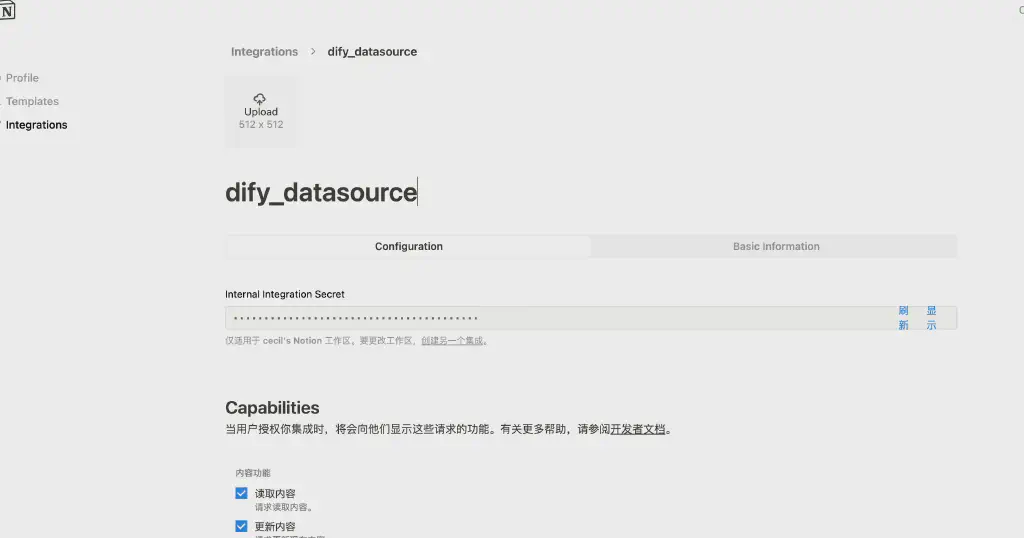 N
Integrations > dify_datasource
Profile
Templates
Integrations
Upload
512 x 512
dify_datasource
Configuration
Basic Information
Internal Integration Secret
刷新
显示
仅适用于 cecil's Notion 工作区。要更改工作区，创建另一个集成。
Capabilities
当用户授权你集成时，将会向他们显示这些请求的功能。有关更多帮助，请参阅开发者文档。
内容功能
读取内容
请求读取内容。
更新内容